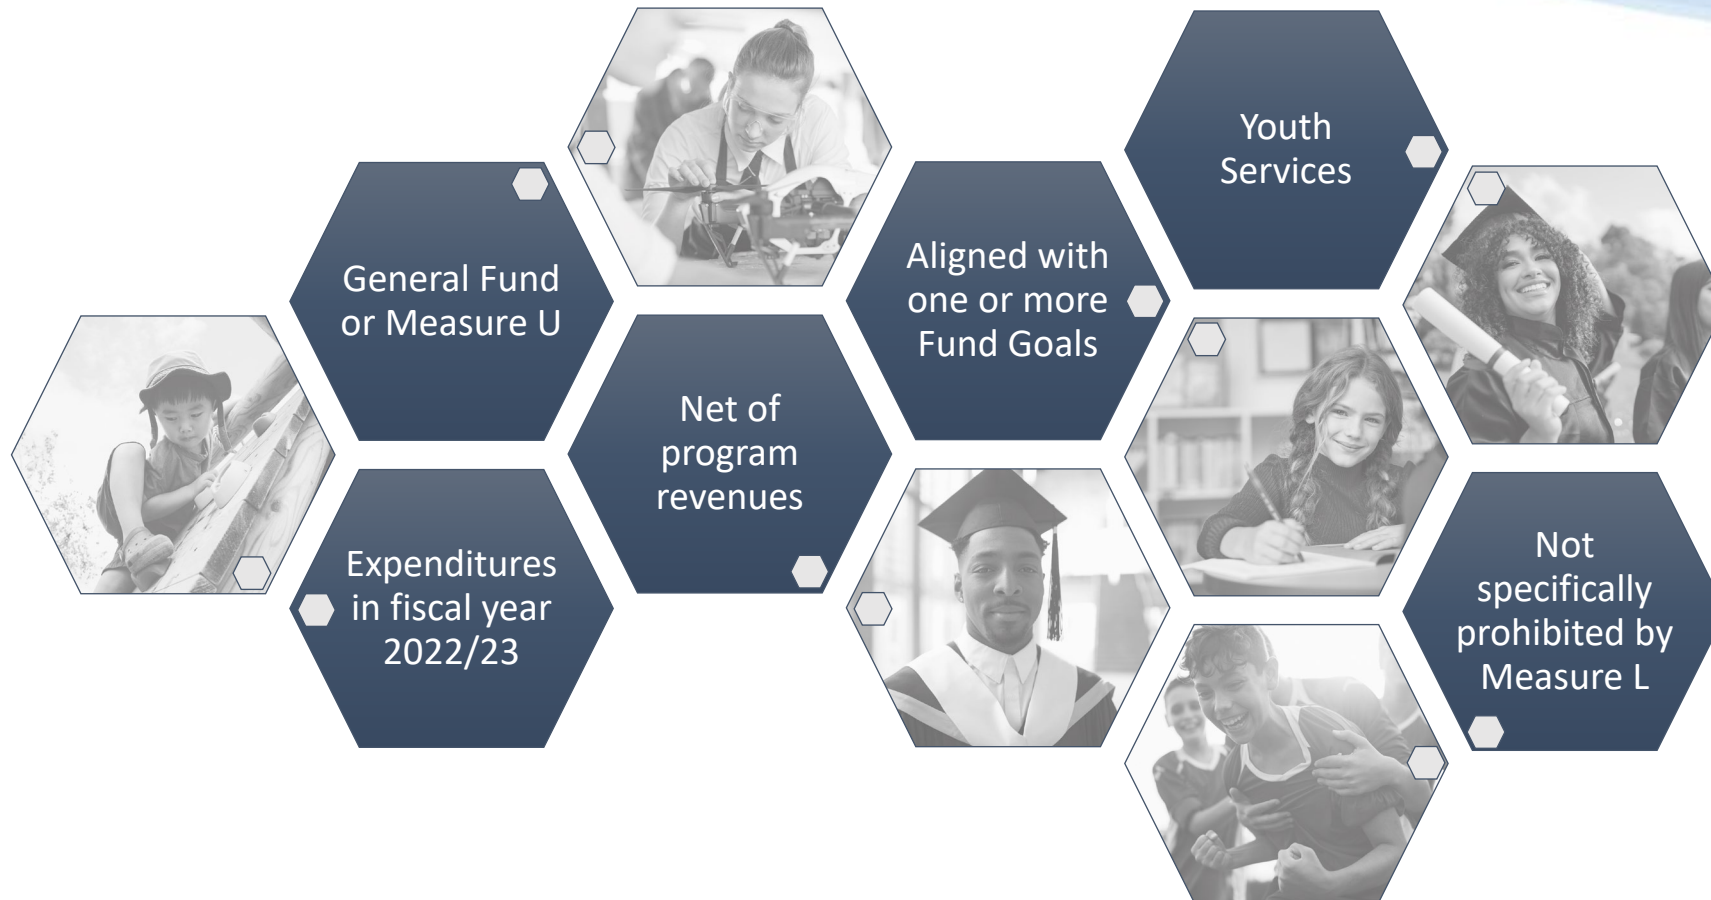 General Fund
or Measure U
Expenditures
in fiscal year
2022/23
Net of
program
revenues
Aligned with
one or more
Fund Goals
Youth
Services
Not
specifically
prohibited by
Measure L